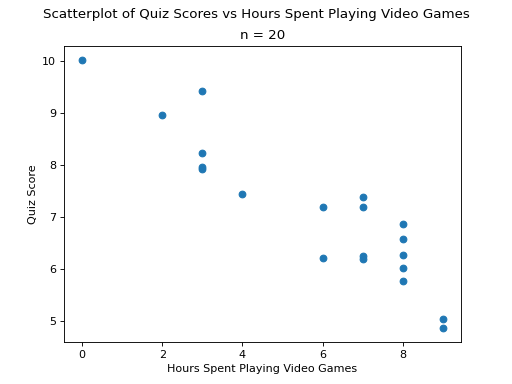 Scatterplot of Quiz Scores vs Hours Spent Playing Video Games
n = 20
10
9
8
7
6
5
Quiz Score
0 2 4 6 8
Hours Spent Playing Video Games